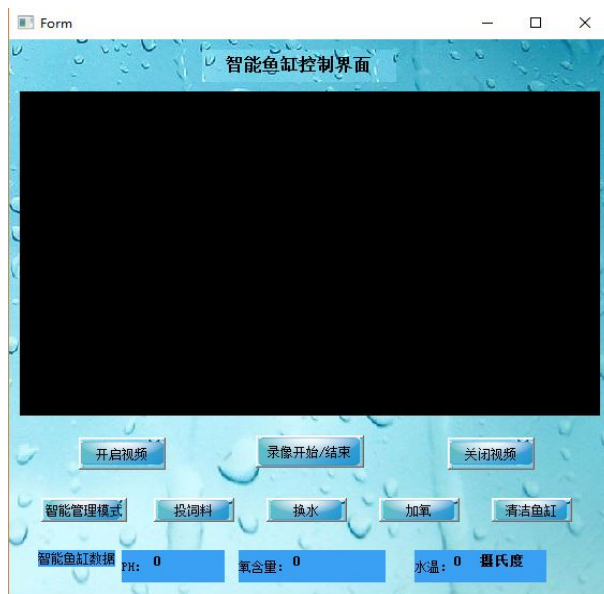 Form
智能鱼缸控制界面
开启视频 录像开始/结束 关闭视频
智能管理模式 投饲料 换水 加氧 清洁鱼缸
智能鱼缸数据 PH: 0 氧含量: 0 水温: 0 摄氏度